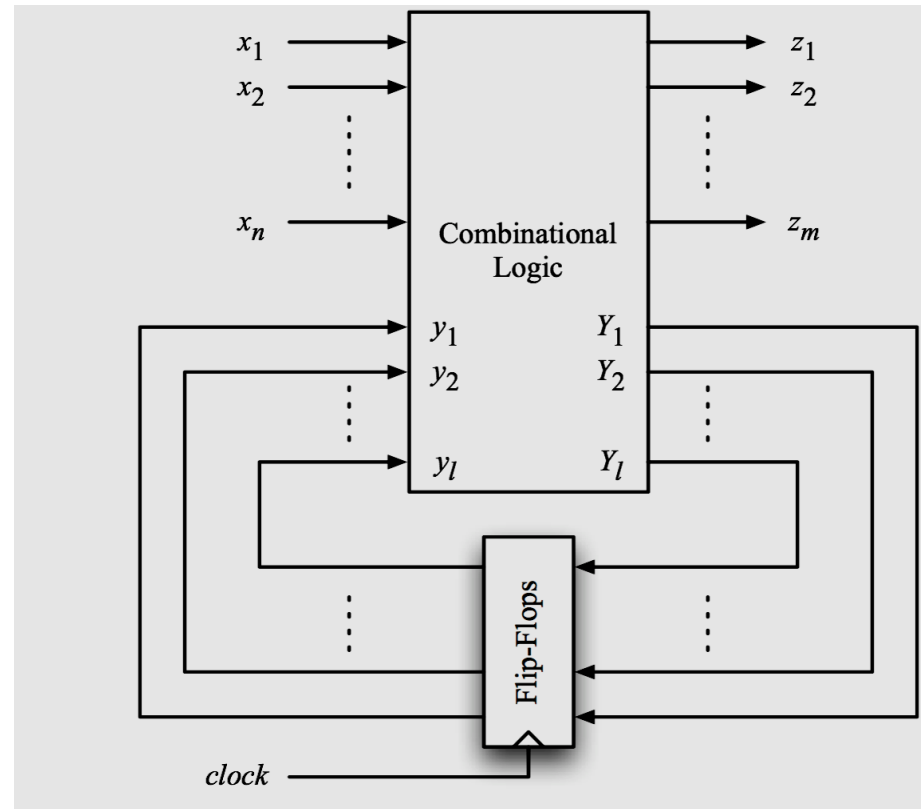 x1 z1
x2 z2
xn zm
Combinational
Logic
y1 Y1
y2 Y2
yl Yl
Flip-Flops
clock